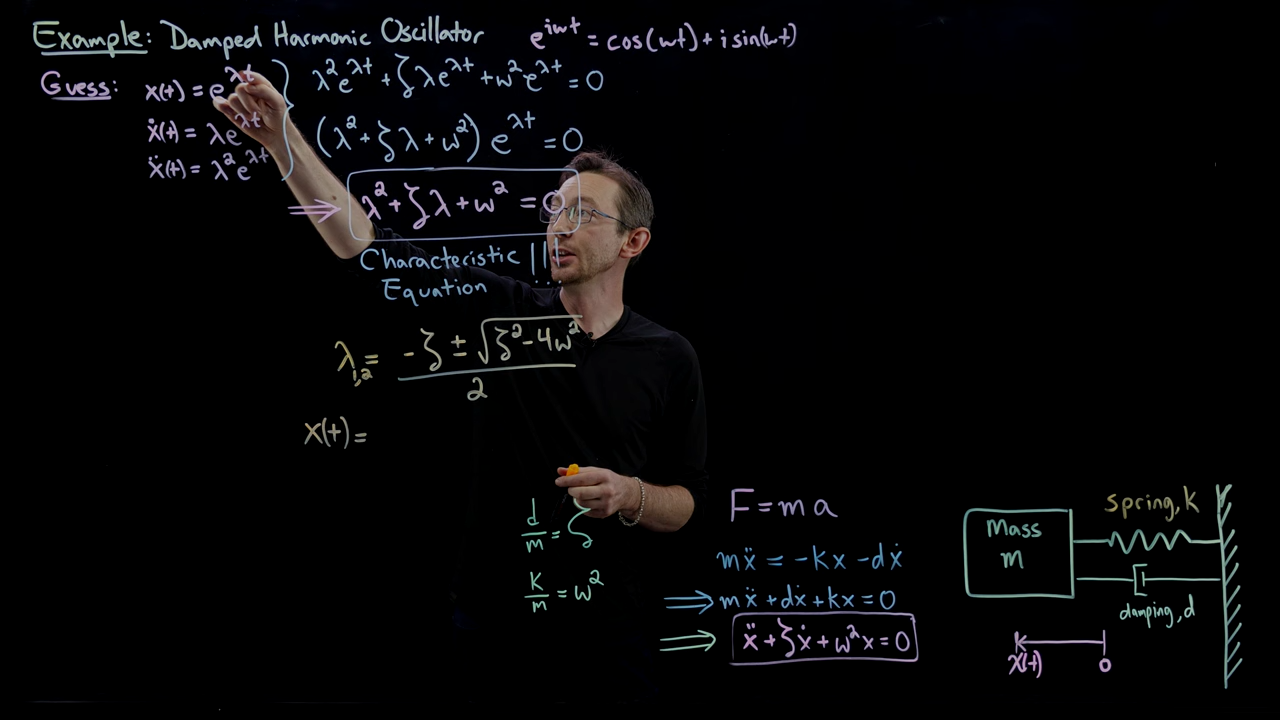 Example: Damped Harmonic Oscillator
e^{iωt} = cos(ωt) + i sin(ωt)
Guess: x(t) = e^{λt}
ẋ(t) = λe^{λt}
ẍ(t) = λ²e^{λt}
λ²e^{λt} + ζλe^{λt} + ω²e^{λt} = 0
(λ² + ζλ + ω²) e^{λt} = 0
⇒ λ² + ζλ + ω² = 0
Characteristic !!!
Equation
λ₁,₂ = (-ζ ± √(ζ² - 4ω²)) / 2
x(t) =
d/m = ζ
k/m = ω²
F = ma
mẍ = -kx - dẋ
⇒ mẍ + dẋ + kx = 0
⇒ ẍ + ζẋ + ω²x = 0
Mass
m
spring, k
damping, d
x(t)
0